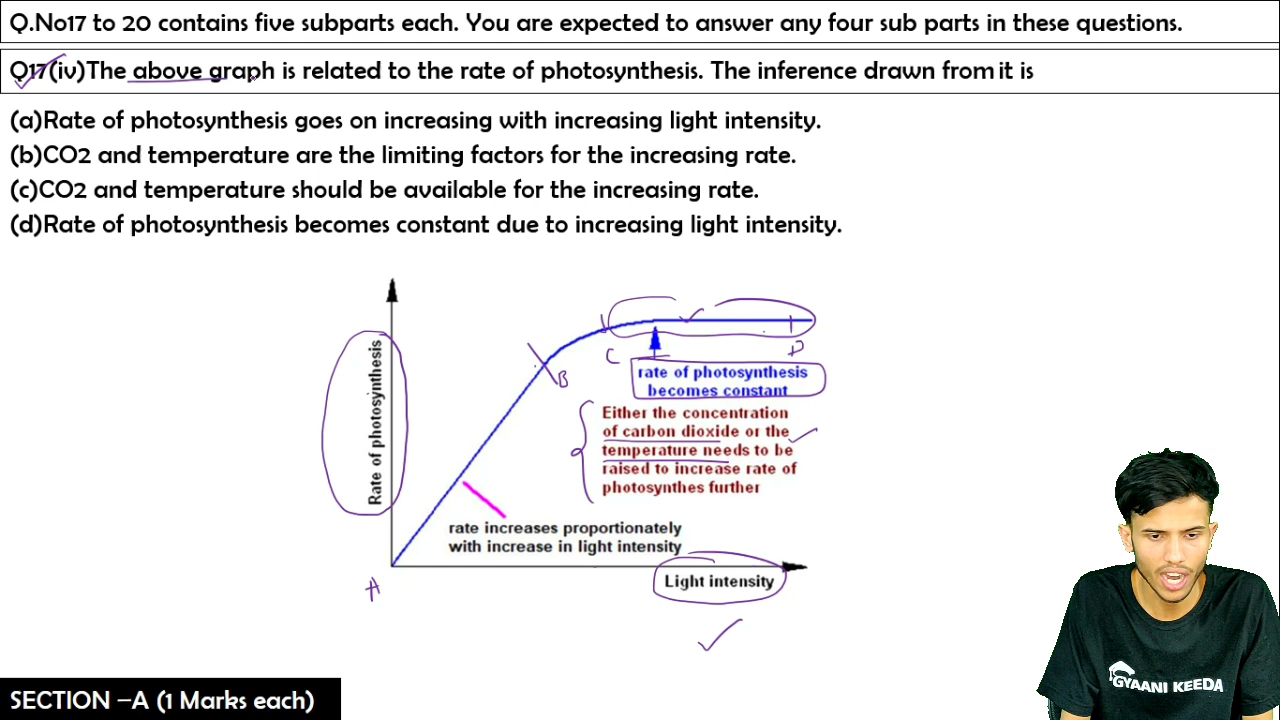 Q.No17 to 20 contains five subparts each. You are expected to answer any four sub parts in these questions.
Q17(iv)The above graph is related to the rate of photosynthesis. The inference drawn from it is
(a)Rate of photosynthesis goes on increasing with increasing light intensity.
(b)CO2 and temperature are the limiting factors for the increasing rate.
(c)CO2 and temperature should be available for the increasing rate.
(d)Rate of photosynthesis becomes constant due to increasing light intensity.
Rate of photosynthesis
C
D
B
rate of photosynthesis
becomes constant
Either the concentration
of carbon dioxide or the
temperature needs to be
raised to increase rate of
photosynthes further
rate increases proportionately
with increase in light intensity
A
Light intensity
GYAANI KEEDA
SECTION –A (1 Marks each)